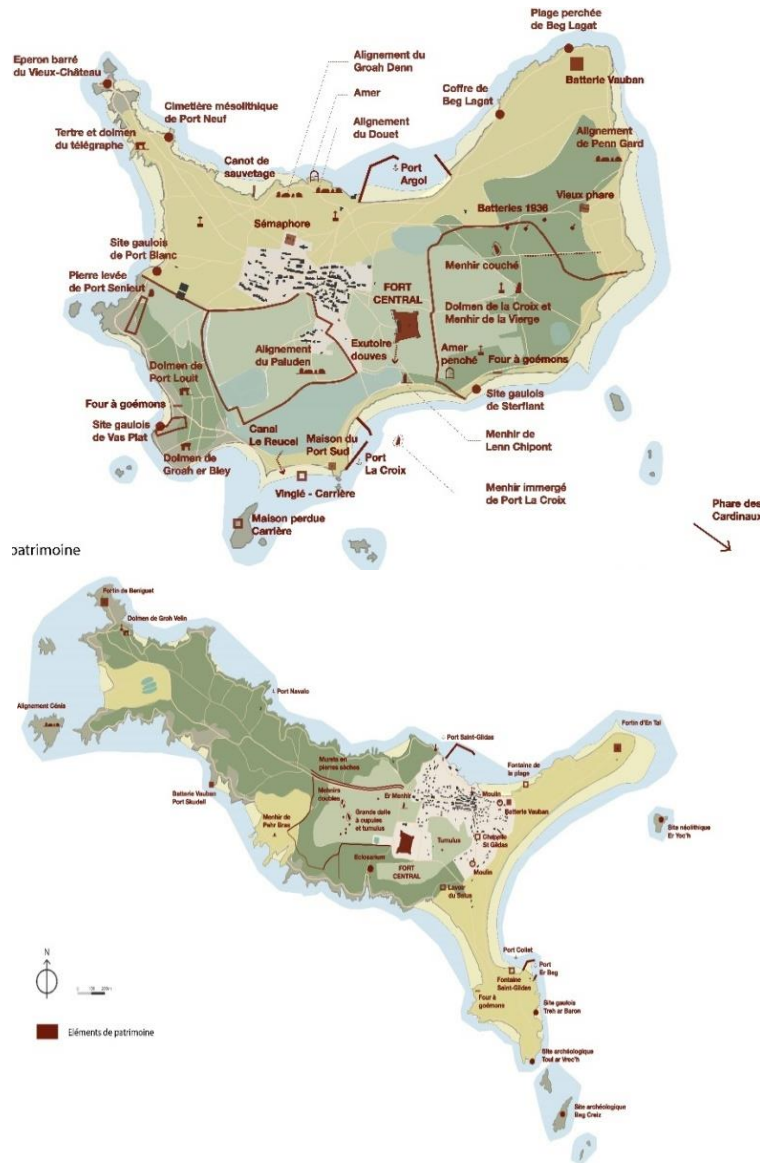 Plage perchée
de Beg Lagat
Eperon barré
du Vieux-Château
Alignement du
Groah Denn
Batterie Vauban
Cimetière mésolithique
de Port Neuf
Amer
Coffre de
Beg Lagat
Tertre et dolmen
du télégraphe
Alignement
du Douet
Alignement
de Penn Gard
Canot de
sauvetage
Port
Argol
Vieux phare
Batteries 1936
Sémaphore
Site gaulois
de Port Blanc
Menhir couché
Pierre levée
de Port Senieut
FORT
CENTRAL
Dolmen de la Croix et
Menhir de la Vierge
Exutoire
douves
Amer
penché
Alignement
du Paluden
Four à goémons
Dolmen de
Port Louit
Four à goémons
Site gaulois
de Sterflant
Site gaulois
de Vas Plat
Canal
Le Reucel
Maison du
Port Sud
Menhir de
Lenn Chipont
Port
La Croix
Dolmen de
Groah er Bley
Vinglé - Carrière
Menhir immergé
de Port La Croix
Phare des
Cardinaux
Maison perdue
Carrière
patrimoine
Fortin de Beniguet
Dolmen de Groh Velin
Port Navalo
Alignement Cénis
Port Saint-Gildas
Fortin d'En Tal
Murets en
pierres sèches
Fontaine de
la plage
Batterie Vauban
Port Skudell
Menhirs
doubles
Er Menhir
Moulin
Batterie Vauban
Menhir de
Pehr Bras
Grande dalle
à cupules
et tumulus
Site néolithique
Er Yoc'h
Tumulus
Chapelle
St Gildas
Eclosarium
FORT
CENTRAL
Moulin
Lavoir
du Salus
Port Collet
N
Port
Er Beg
Fontaine
Saint-Gildas
Four à
goémons
Site gaulois
Treh ar Baron
Eléments de patrimoine
Site archéologique
Toul ar Vroc'h
Site archéologique
Beg Creiz